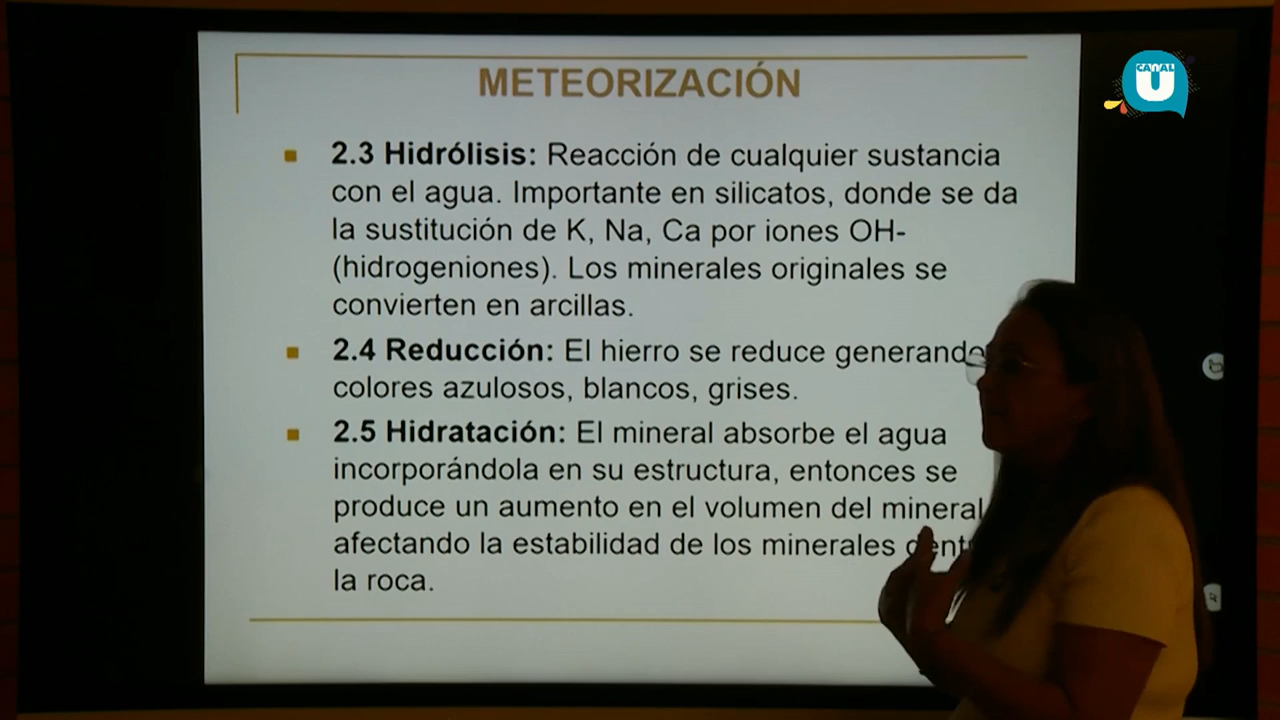 METEORIZACIÓN
CANAL
U
2.3 Hidrólisis: Reacción de cualquier sustancia
con el agua. Importante en silicatos, donde se da
la sustitución de K, Na, Ca por iones OH-
(hidrogeniones). Los minerales originales se
convierten en arcillas.
2.4 Reducción: El hierro se reduce generando
colores azulosos, blancos, grises.
2.5 Hidratación: El mineral absorbe el agua
incorporándola en su estructura, entonces se
produce un aumento en el volumen del mineral
afectando la estabilidad de los minerales
la roca.